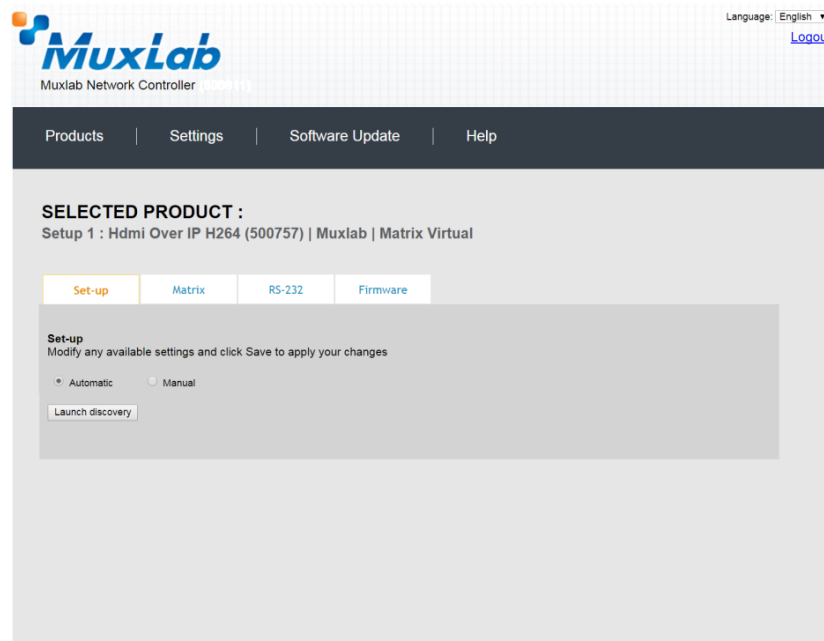 Language: English
Logou
MuxLab
Muxlab Network Controller
Products | Settings | Software Update | Help
SELECTED PRODUCT :
Setup 1 : Hdmi Over IP H264 (500757) | Muxlab | Matrix Virtual
Set-up Matrix RS-232 Firmware
Set-up
Modify any available settings and click Save to apply your changes
Automatic Manual
Launch discovery